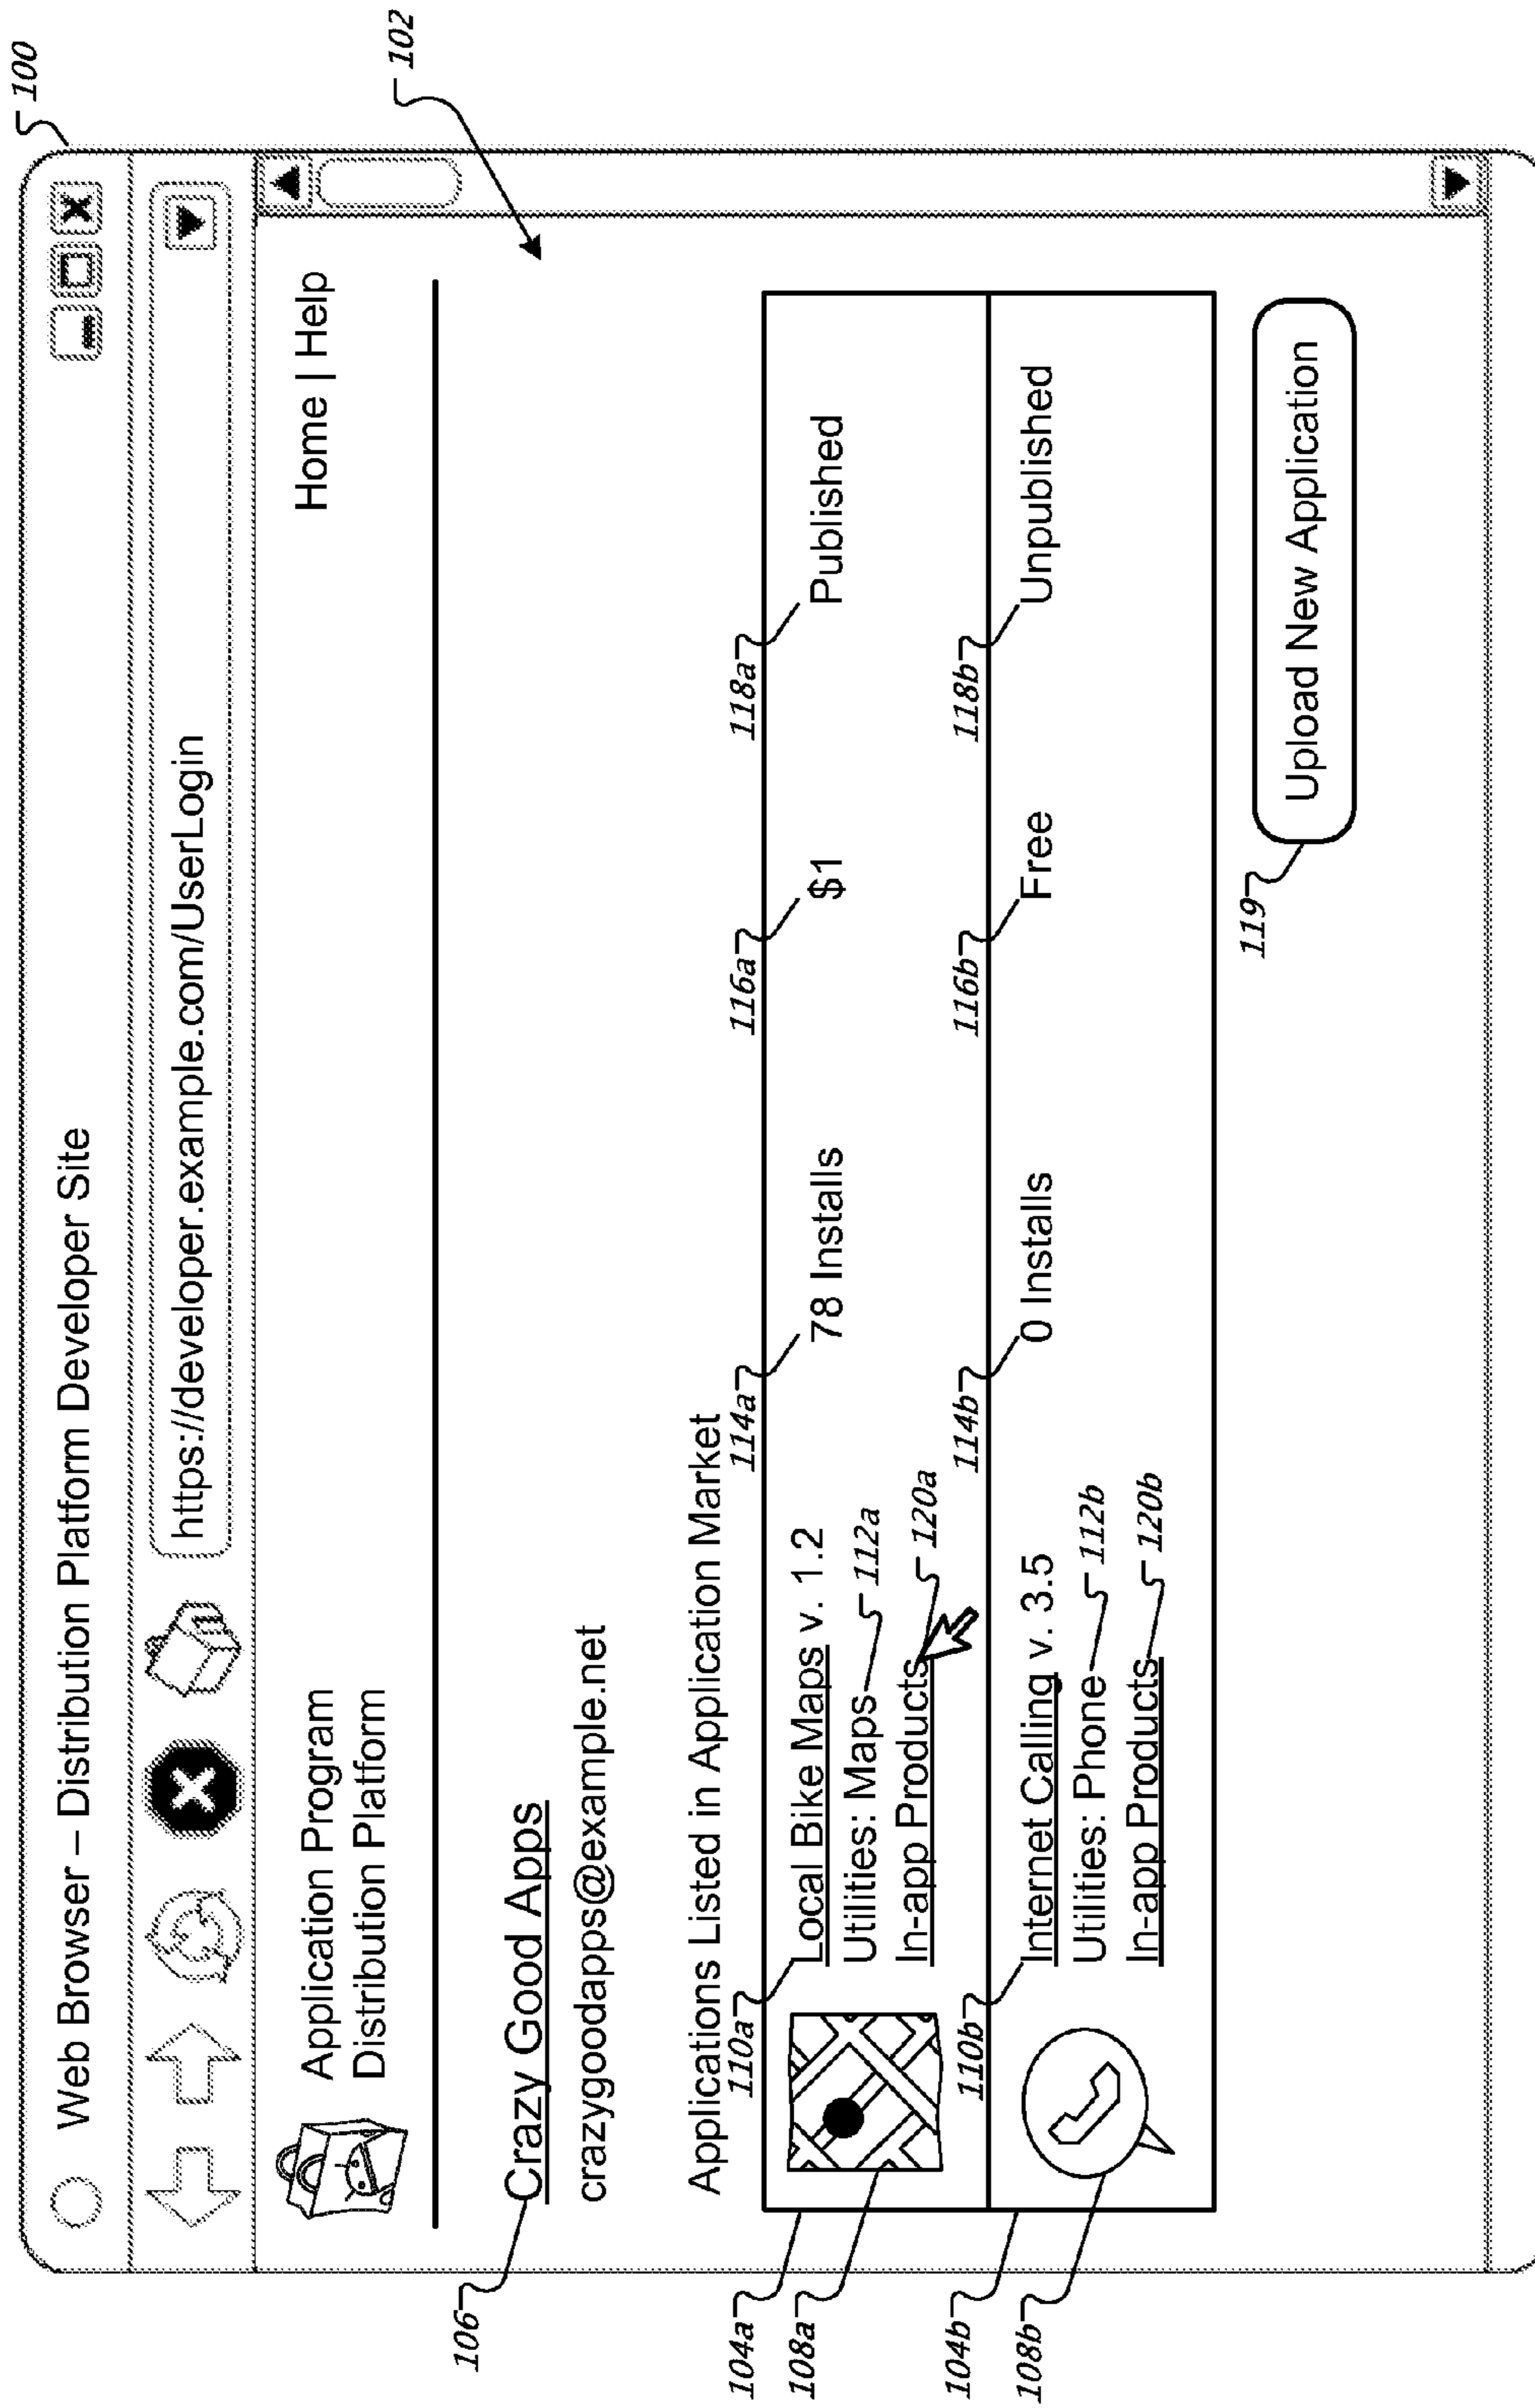 100
Web Browser – Distribution Platform Developer Site
https://developer.example.com/UserLogin
Application Program
Distribution Platform
Home | Help
102
106
Crazy Good Apps
crazygoodapps@example.net
Applications Listed in Application Market
104a
108a
110a
114a
116a
118a
Local Bike Maps v. 1.2
78 Installs
$1
Published
Utilities: Maps
112a
In-app Products
120a
104b
108b
110b
114b
116b
118b
Internet Calling v. 3.5
0 Installs
Free
Unpublished
Utilities: Phone
112b
In-app Products
120b
119
Upload New Application